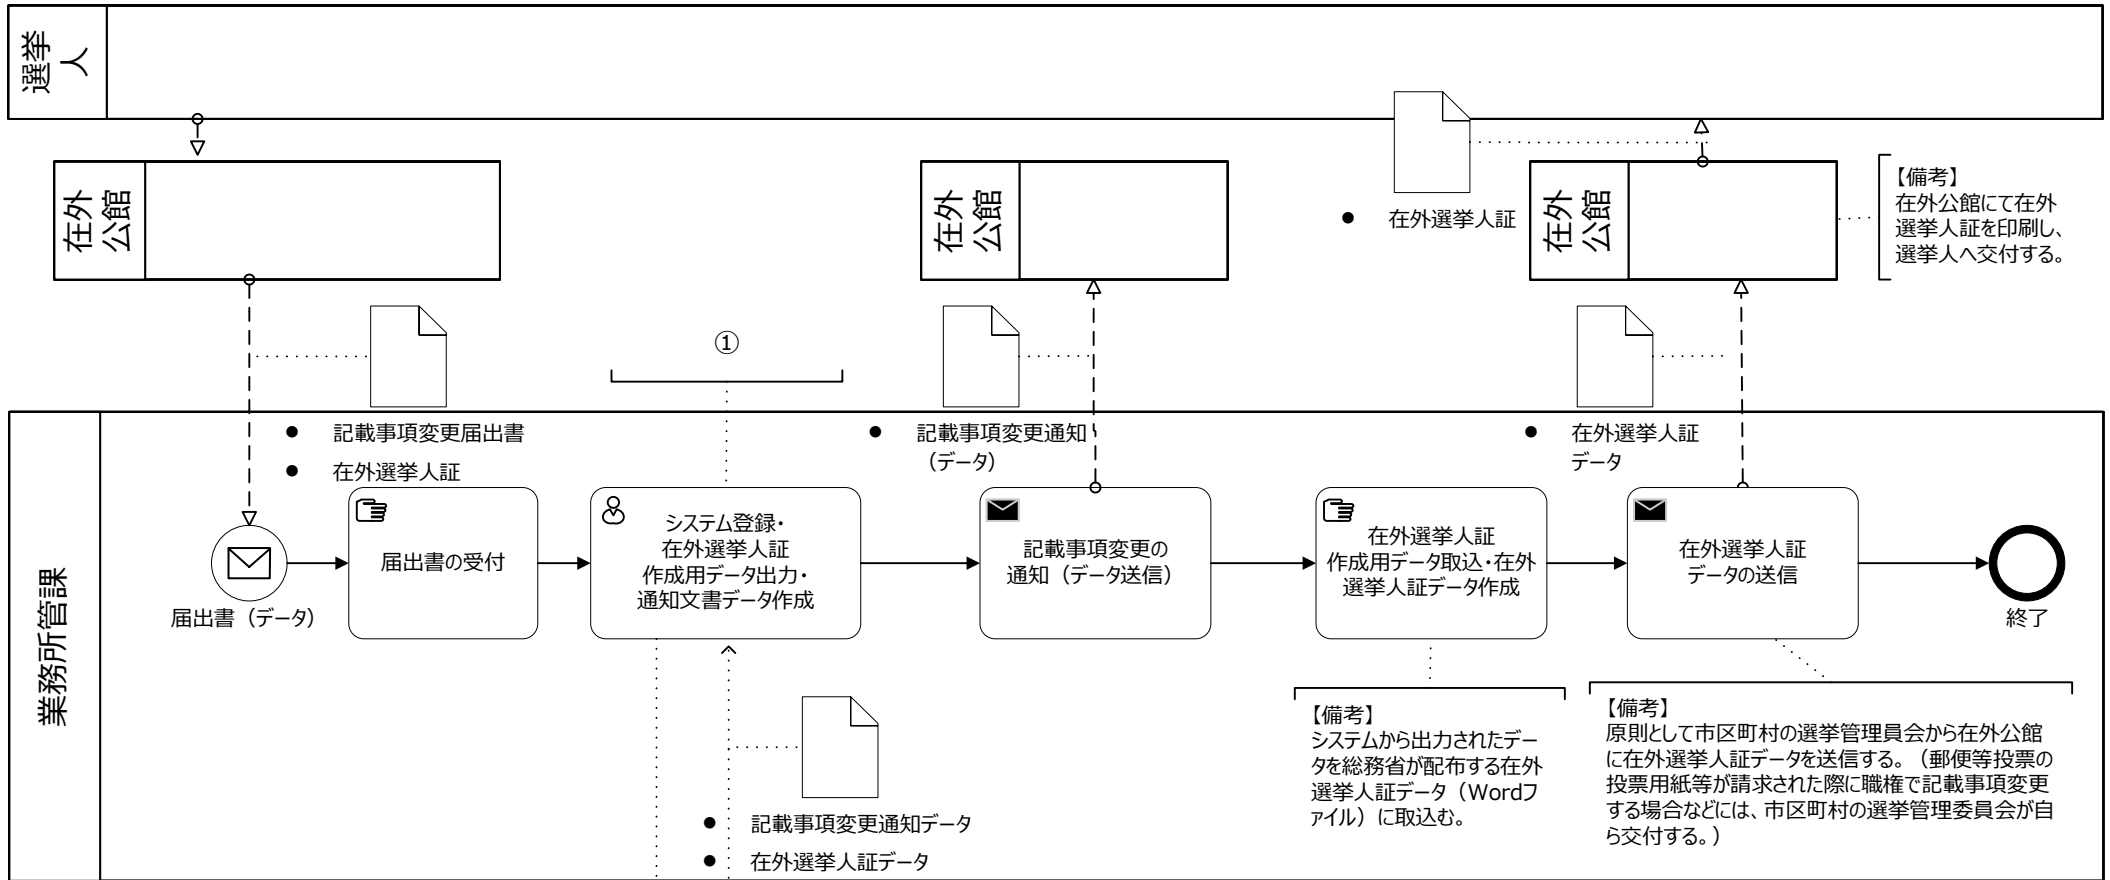 選挙
人
在外
公館
在外
公館
● 在外選挙人証
在外
公館
【備考】
在外公館にて在外
選挙人証を印刷し、
選挙人へ交付する。
①
業務所管課
● 記載事項変更届出書
● 在外選挙人証
● 記載事項変更通知
（データ）
● 在外選挙人証
データ
届出書（データ）
届出書の受付
システム登録・
在外選挙人証
作成用データ出力・
通知文書データ作成
記載事項変更の
通知（データ送信）
在外選挙人証
作成用データ取込・在外
選挙人証データ作成
在外選挙人証
データの送信
終了
● 記載事項変更通知データ
● 在外選挙人証データ
【備考】
システムから出力されたデー
タを総務省が配布する在外
選挙人証データ（Wordフ
ァイル）に取込む。
【備考】
原則として市区町村の選挙管理員会から在外公館
に在外選挙人証データを送信する。（郵便等投票の
投票用紙等が請求された際に職権で記載事項変更
する場合などには、市区町村の選挙管理委員会が自
ら交付する。）